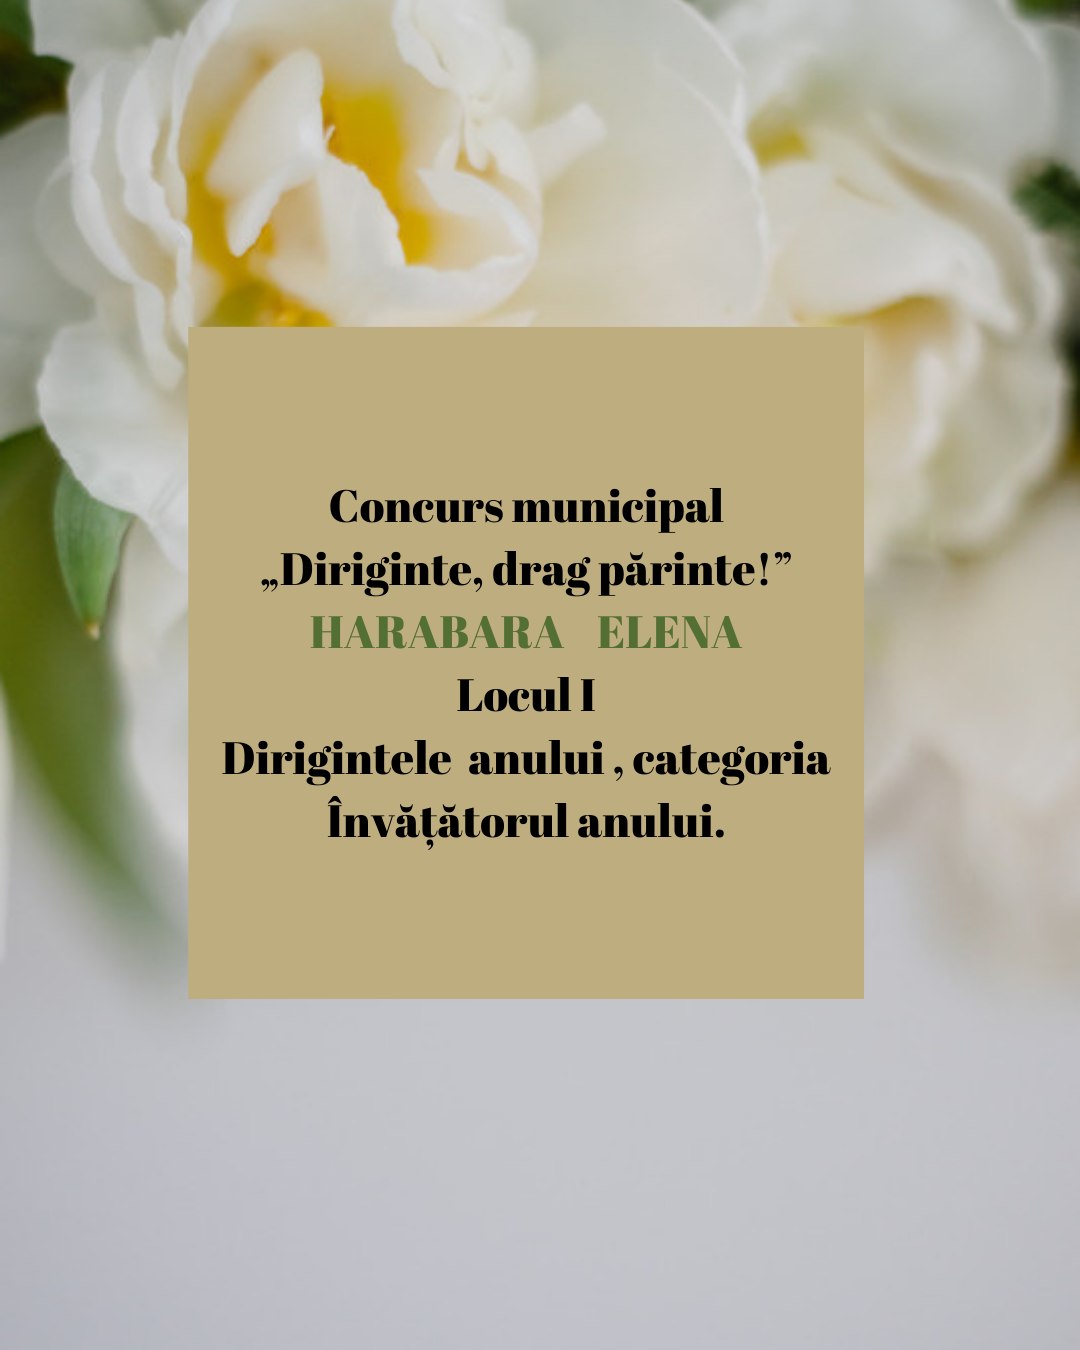 Concurs municipal
„Diriginte, drag părinte!”
HARABARA ELENA
Locul I
Dirigintele anului , categoria
Învățătorul anului.